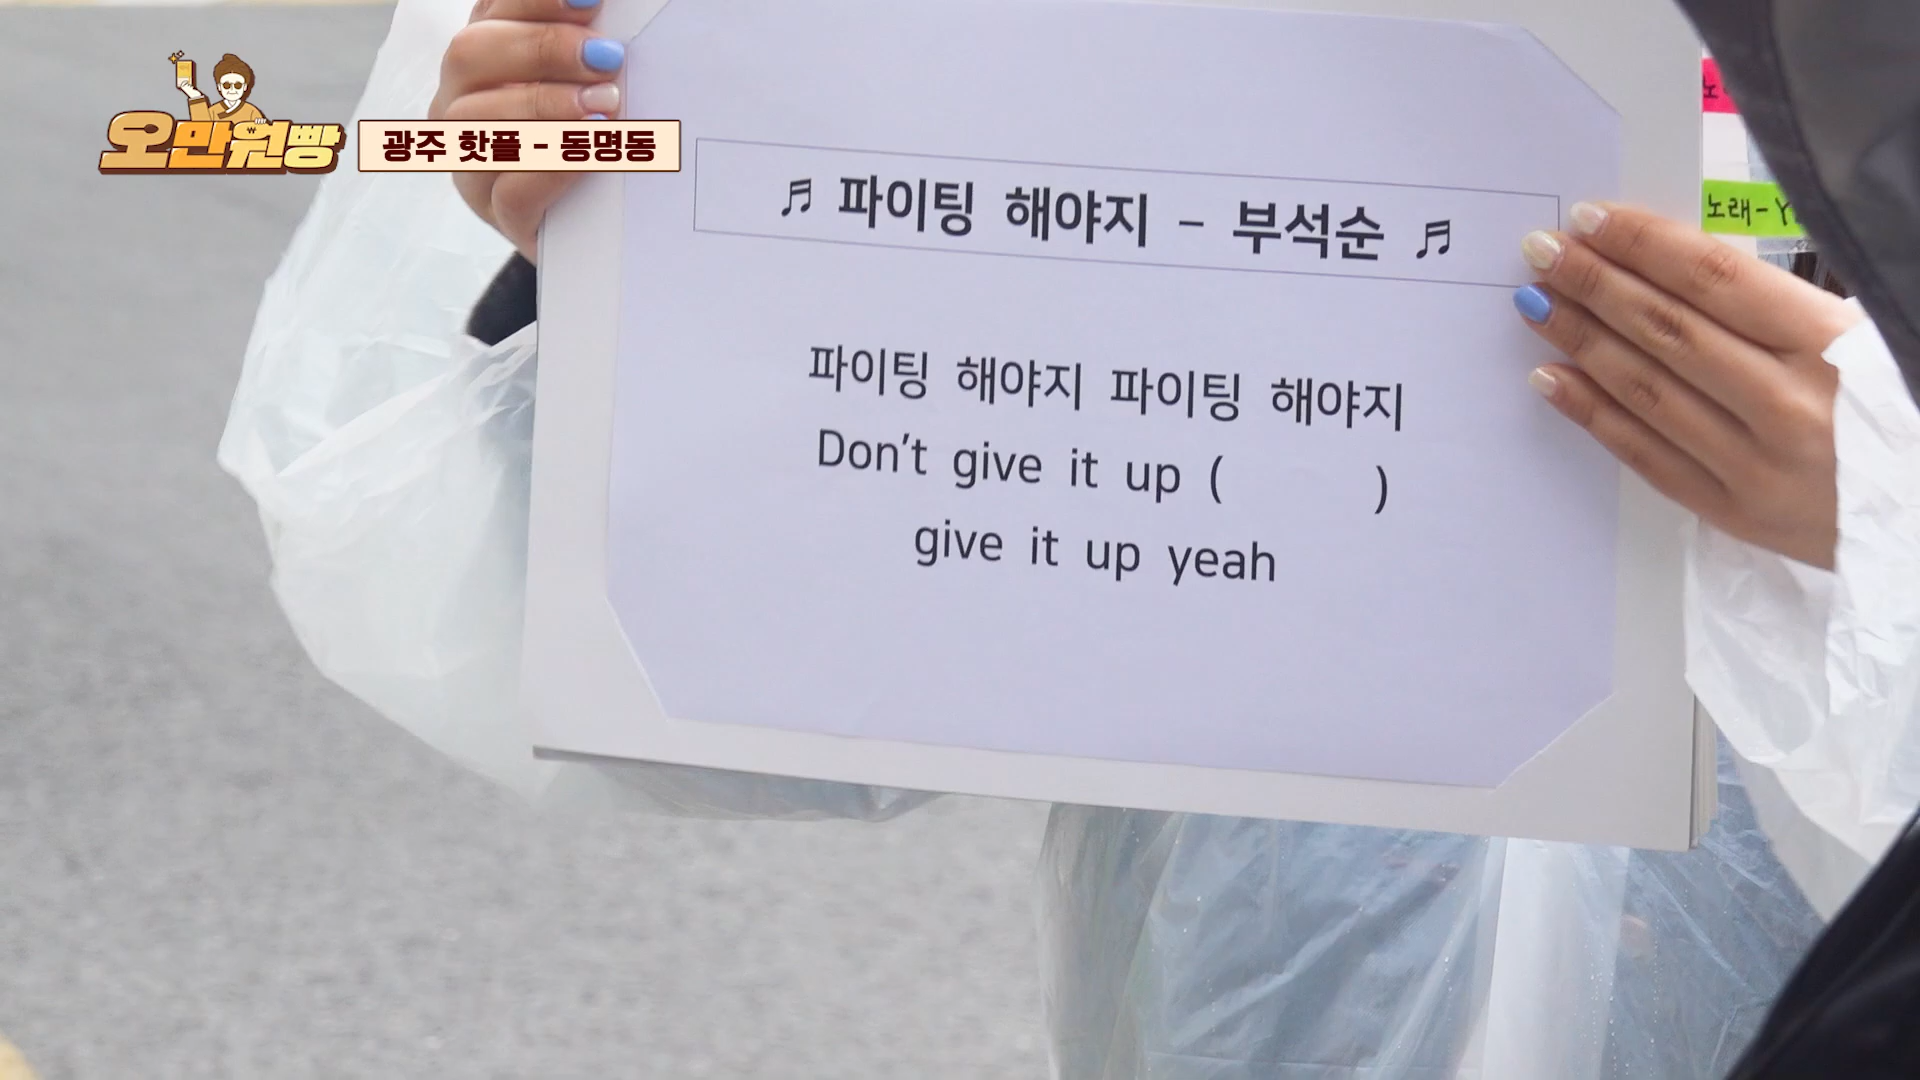 오만원빵
광주 핫플 - 동명동
♬ 파이팅 해야지 - 부석순 ♬
파이팅 해야지 파이팅 해야지
Don't give it up (          )
give it up yeah
노래-